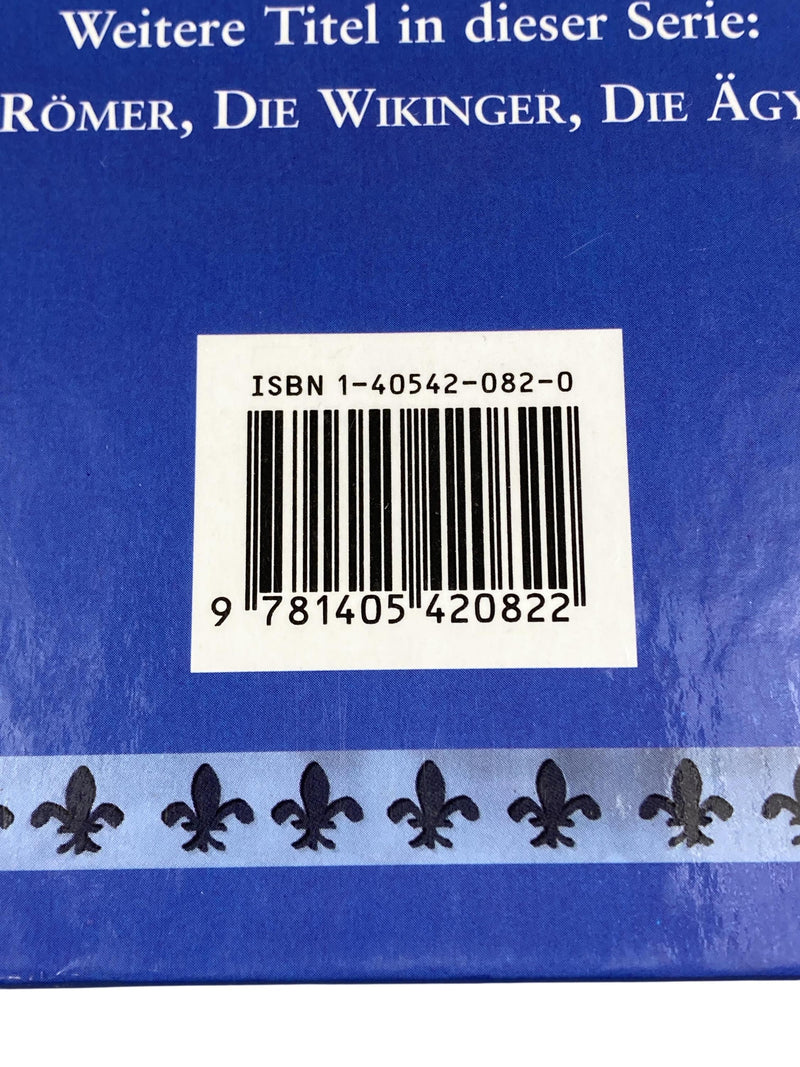 Weitere Titel in dieser Serie:
RÖMER, DIE WIKINGER, DIE ÄGY
ISBN 1-40542-082-0
9 781405 420822